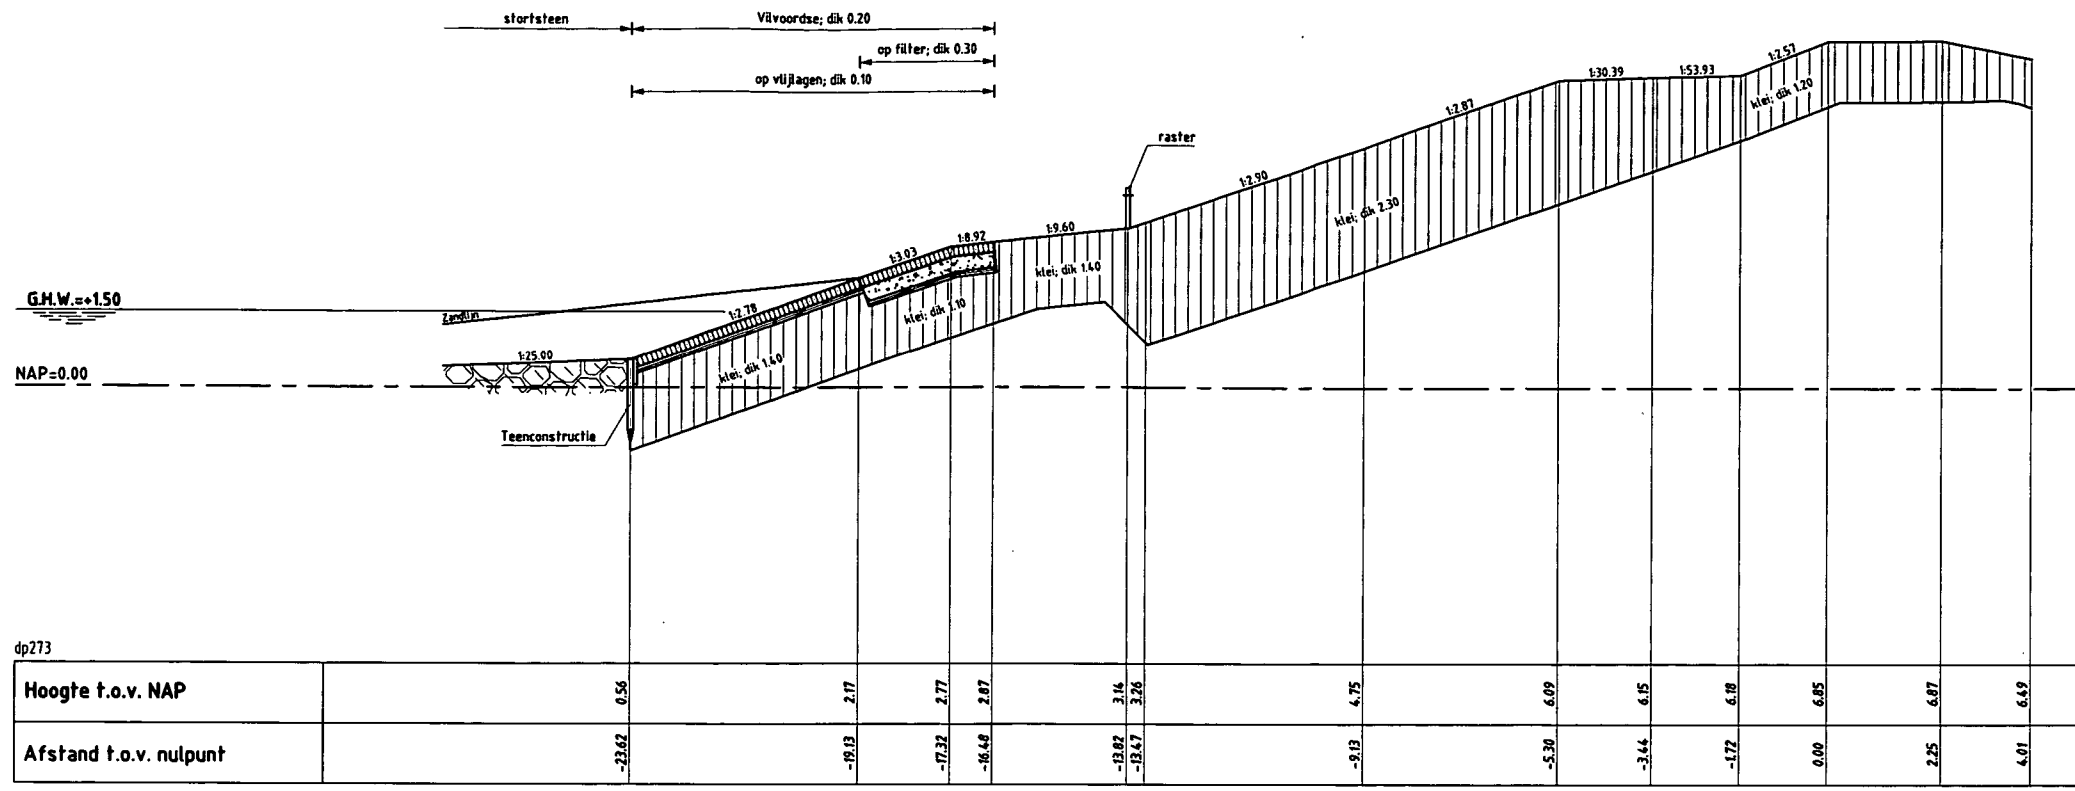 stortsteen
Vilvoordse; dik 0.20
op filter; dik 0.30
op vlijlagen; dik 0.10
1:2.57
1:30.39
1:53.93
klei; dik 1.20
1:2.87
raster
1:2.90
klei; dik 2.30
1:9.60
1:8.92
1:3.03
klei; dik 1.40
G.H.W.=+1.50
Zandlijn
1:2.78
klei; dik 1.10
1:25.00
klei; dik 1.40
NAP=0.00
Teenconstructie
dp273
Hoogte t.o.v. NAP 0.56 2.17 2.77 2.87 3.14 3.26 4.75 6.09 6.15 6.18 6.85 6.87 6.49
Afstand t.o.v. nulpunt -23.62 -19.13 -17.32 -16.48 -13.82 -13.47 -9.13 -5.30 -3.44 -1.72 0.00 2.25 4.01